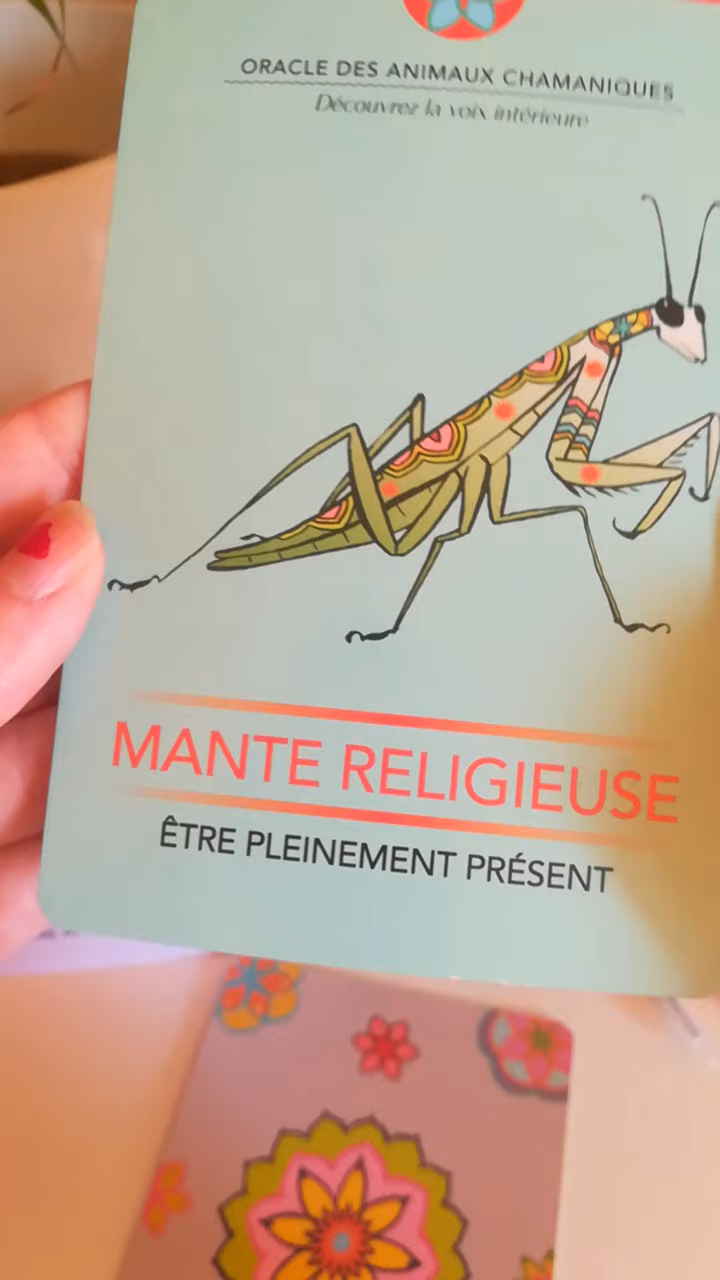 ORACLE DES ANIMAUX CHAMANIQUES
Découvrez la voix intérieure
MANTE RELIGIEUSE
ÊTRE PLEINEMENT PRÉSENT